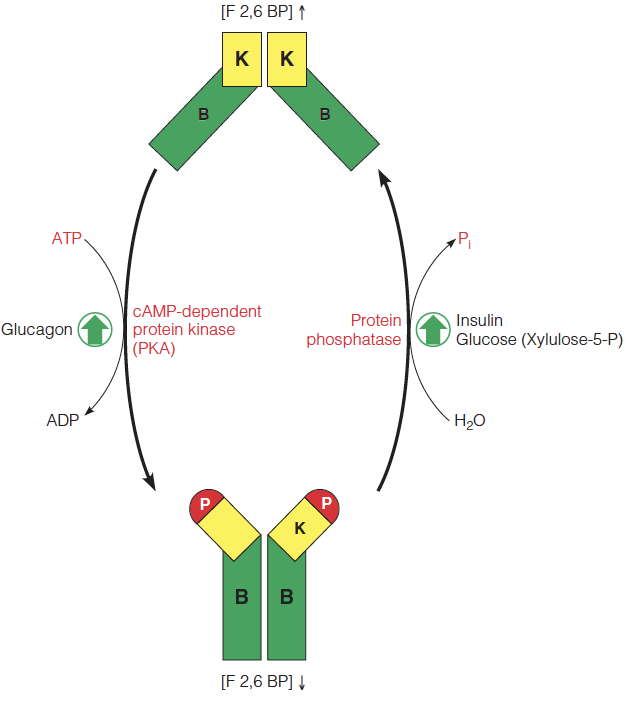 [F 2,6 BP] ↑
K K
B B
ATP
Pi
Glucagon
cAMP-dependent
protein kinase
(PKA)
Protein
phosphatase
Insulin
Glucose (Xylulose-5-P)
ADP
H₂O
P P
K
B B
[F 2,6 BP] ↓